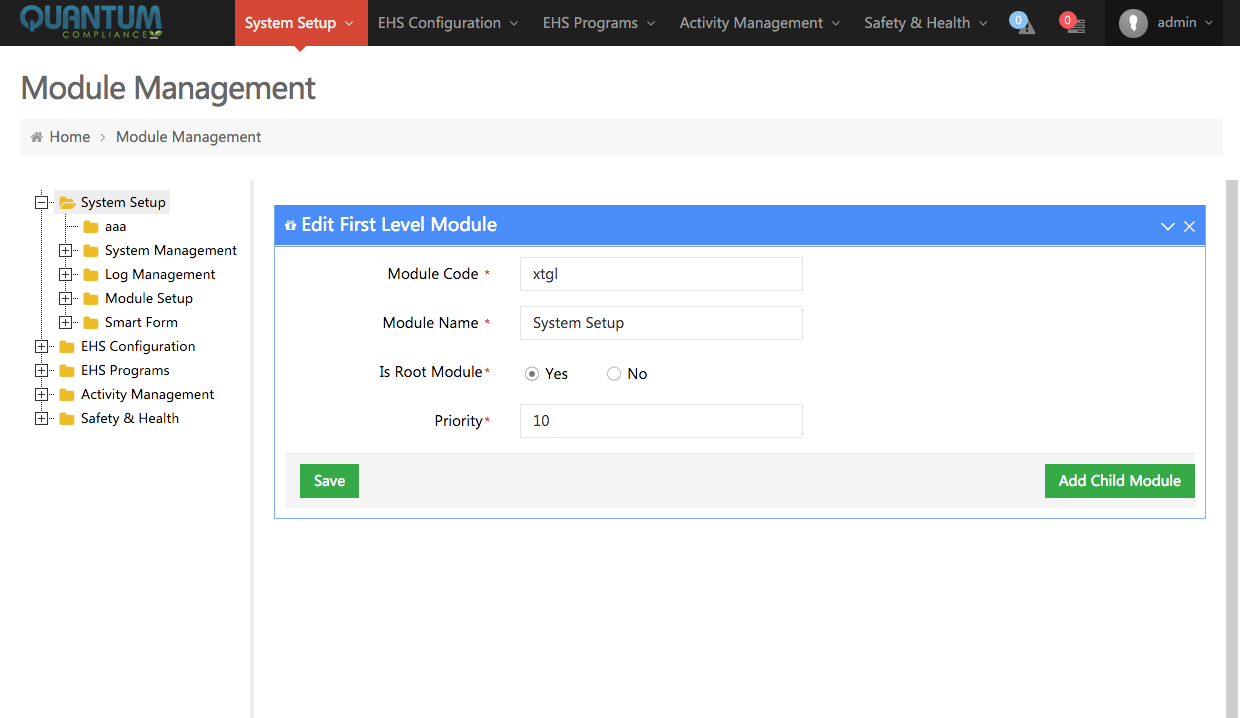 QUANTUM
COMPLIANCE
System Setup EHS Configuration EHS Programs Activity Management Safety & Health 0 0 admin
Module Management
Home > Module Management
System Setup
aaa
System Management
Log Management
Module Setup
Smart Form
EHS Configuration
EHS Programs
Activity Management
Safety & Health
Edit First Level Module
Module Code * xtgl
Module Name * System Setup
Is Root Module* Yes No
Priority* 10
Save Add Child Module